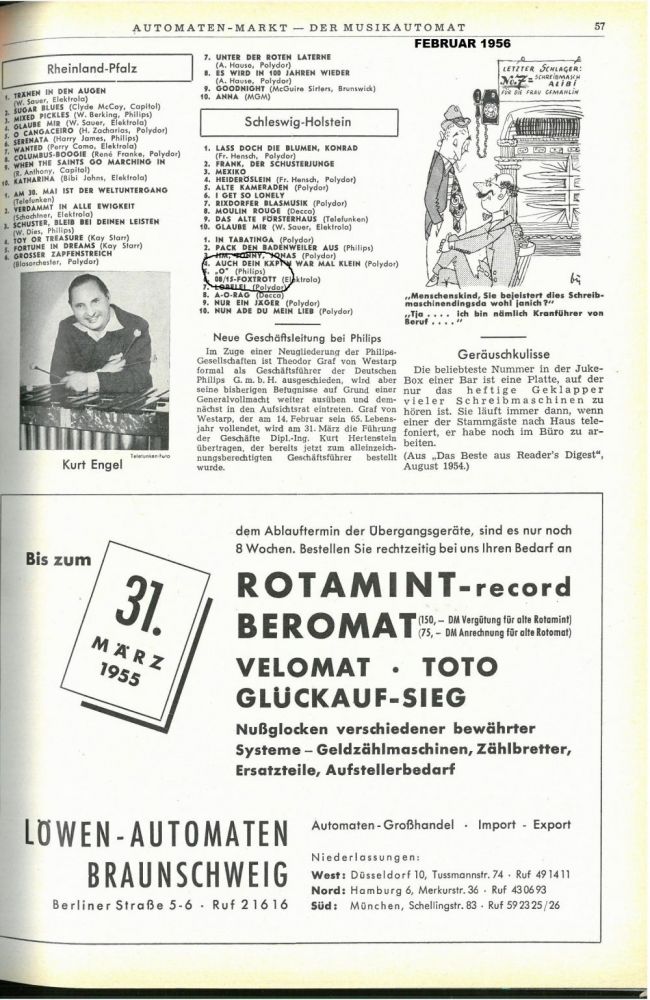 AUTOMATEN-MARKT — DER MUSIKAUTOMAT
57
FEBRUAR 1956
Rheinland-Pfalz
1. TRÄNEN IN DEN AUGEN
(W. Sauer, Elektrola)
2. SUGAR BLUES (Clyde McCoy, Capitol)
3. MIXED PICKLES (W. Berking, Philips)
4. GLAUBE MIR (W. Sauer, Elektrola)
5. O CANGACEIRO (H. Zacharias, Polydor)
6. SERENATA (Harry James, Philips)
7. WANTED (Perry Como, Elektrola)
8. COLUMBUS-BOOGIE (René Franke, Polydor)
9. WHEN THE SAINTS GO MARCHING IN
(R. Anthony, Capitol)
10. KATHARINA (Bibi Johns, Elektrola)
1. AM 30. MAI IST DER WELTUNTERGANG
(Telefunken)
2. VERDAMMT IN ALLE EWIGKEIT
(Schachtner, Elektrola)
3. SCHUSTER, BLEIB BEI DEINEN LEISTEN
(W. Dies, Philips)
4. TOY OR TREASURE (Kay Starr)
5. FORTUNE IN DREAMS (Kay Starr)
6. GROSSER ZAPFENSTREICH
(Blasorchester, Polydor)
Telefunken-Foto
Kurt Engel
7. UNTER DER ROTEN LATERNE
(A. Hause, Polydor)
8. ES WIRD IN 100 JAHREN WIEDER
(A. Hause, Polydor)
9. GOODNIGHT (McGuire Sisters, Brunswick)
10. ANNA (MGM)
Schleswig-Holstein
1. LASS DOCH DIE BLUMEN, KONRAD
(Fr. Hensch, Polydor)
2. FRANK, DER SCHUSTERJUNGE
3. MEXIKO
4. HEIDERÖSLEIN (Fr. Hensch, Polydor)
5. ALTE KAMERADEN (Polydor)
6. I GET SO LONELY
7. RIXDORFER BLASMUSIK (Polydor)
8. MOULIN ROUGE (Decca)
9. DAS ALTE FÖRSTERHAUS (Telefunken)
10. GLAUBE MIR (W. Sauer, Elektrola)
1. IN TABATINGA (Polydor)
2. PACK DEN BADENWEILER AUS (Philips)
3. JIM, JONNY, JONAS (Polydor)
4. AUCH DEIN KÄPT'N WAR MAL KLEIN (Polydor)
5. „O“ (Philips)
6. 08/15-FOXTROTT (Elektrola)
7. LORELEI (Polydor)
8. A-O-RAG (Decca)
9. NUR EIN JÄGER (Polydor)
10. NUN ADE DU MEIN LIEB (Polydor)
Neue Geschäftsleitung bei Philips
Im Zuge einer Neugliederung der Philips-
Gesellschaften ist Theodor Graf von Westarp
formal als Geschäftsführer der Deutschen
Philips G. m. b. H. ausgeschieden, wird aber
seine bisherigen Befugnisse auf Grund einer
Generalvollmacht weiter ausüben und dem-
nächst in den Aufsichtsrat eintreten. Graf von
Westarp, der am 14. Februar sein 65. Lebens-
jahr vollendet, wird am 31. März die Führung
der Geschäfte Dipl.-Ing. Kurt Hertenstein
übertragen, der bereits jetzt zum alleinzeich-
nungsberechtigten Geschäftsführer bestellt
wurde.
LETZTER SCHLAGER:
No. 7 = SCHREIBMASCH
ALIBI
FÜR DIE FRAU GEMAHLIN
„Menschenskind, Sie bejeistert dies Schreib-
maschinendingsda wohl janich?“
„Tja . . . . ich bin nämlich Kranführer von
Beruf . . . .“
Geräuschkulisse
Die beliebteste Nummer in der Juke-
Box einer Bar ist eine Platte, auf der
nur das heftige Geklapper
vieler Schreibmaschinen zu
hören ist. Sie läuft immer dann, wenn
einer der Stammgäste nach Haus tele-
foniert, er habe noch im Büro zu ar-
beiten.
(Aus „Das Beste aus Reader's Digest“,
August 1954.)
Bis zum
31.
MÄRZ
1955
dem Ablauftermin der Übergangsgeräte, sind es nur noch
8 Wochen. Bestellen Sie rechtzeitig bei uns Ihren Bedarf an
ROTAMINT-record
BEROMAT (150,– DM Vergütung für alte Rotamint)
(75,– DM Anrechnung für alte Rotomat)
VELOMAT · TOTO
GLÜCKAUF-SIEG
Nußglocken verschiedener bewährter
Systeme – Geldzählmaschinen, Zählbretter,
Ersatzteile, Aufstellerbedarf
LÖWEN-AUTOMATEN
BRAUNSCHWEIG
Berliner Straße 5-6 · Ruf 21616
Automaten-Großhandel · Import - Export
Niederlassungen:
West: Düsseldorf 10, Tussmannstr. 74 · Ruf 491411
Nord: Hamburg 6, Merkurstr. 36 · Ruf 430693
Süd: München, Schellingstr. 83 · Ruf 592325/26